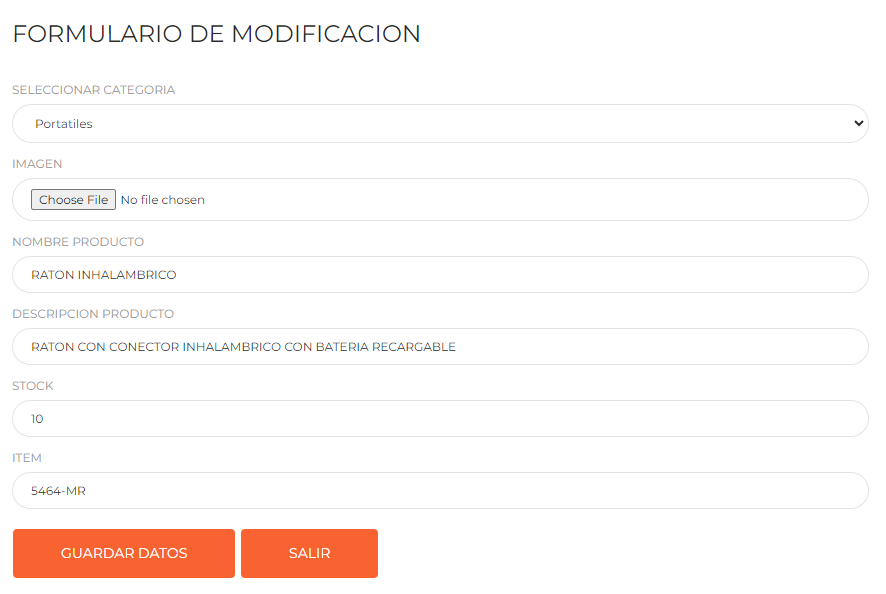 FORMULARIO DE MODIFICACION
SELECCIONAR CATEGORIA
Portatiles
IMAGEN
Choose File No file chosen
NOMBRE PRODUCTO
RATON INHALAMBRICO
DESCRIPCION PRODUCTO
RATON CON CONECTOR INHALAMBRICO CON BATERIA RECARGABLE
STOCK
10
ITEM
5464-MR
GUARDAR DATOS SALIR